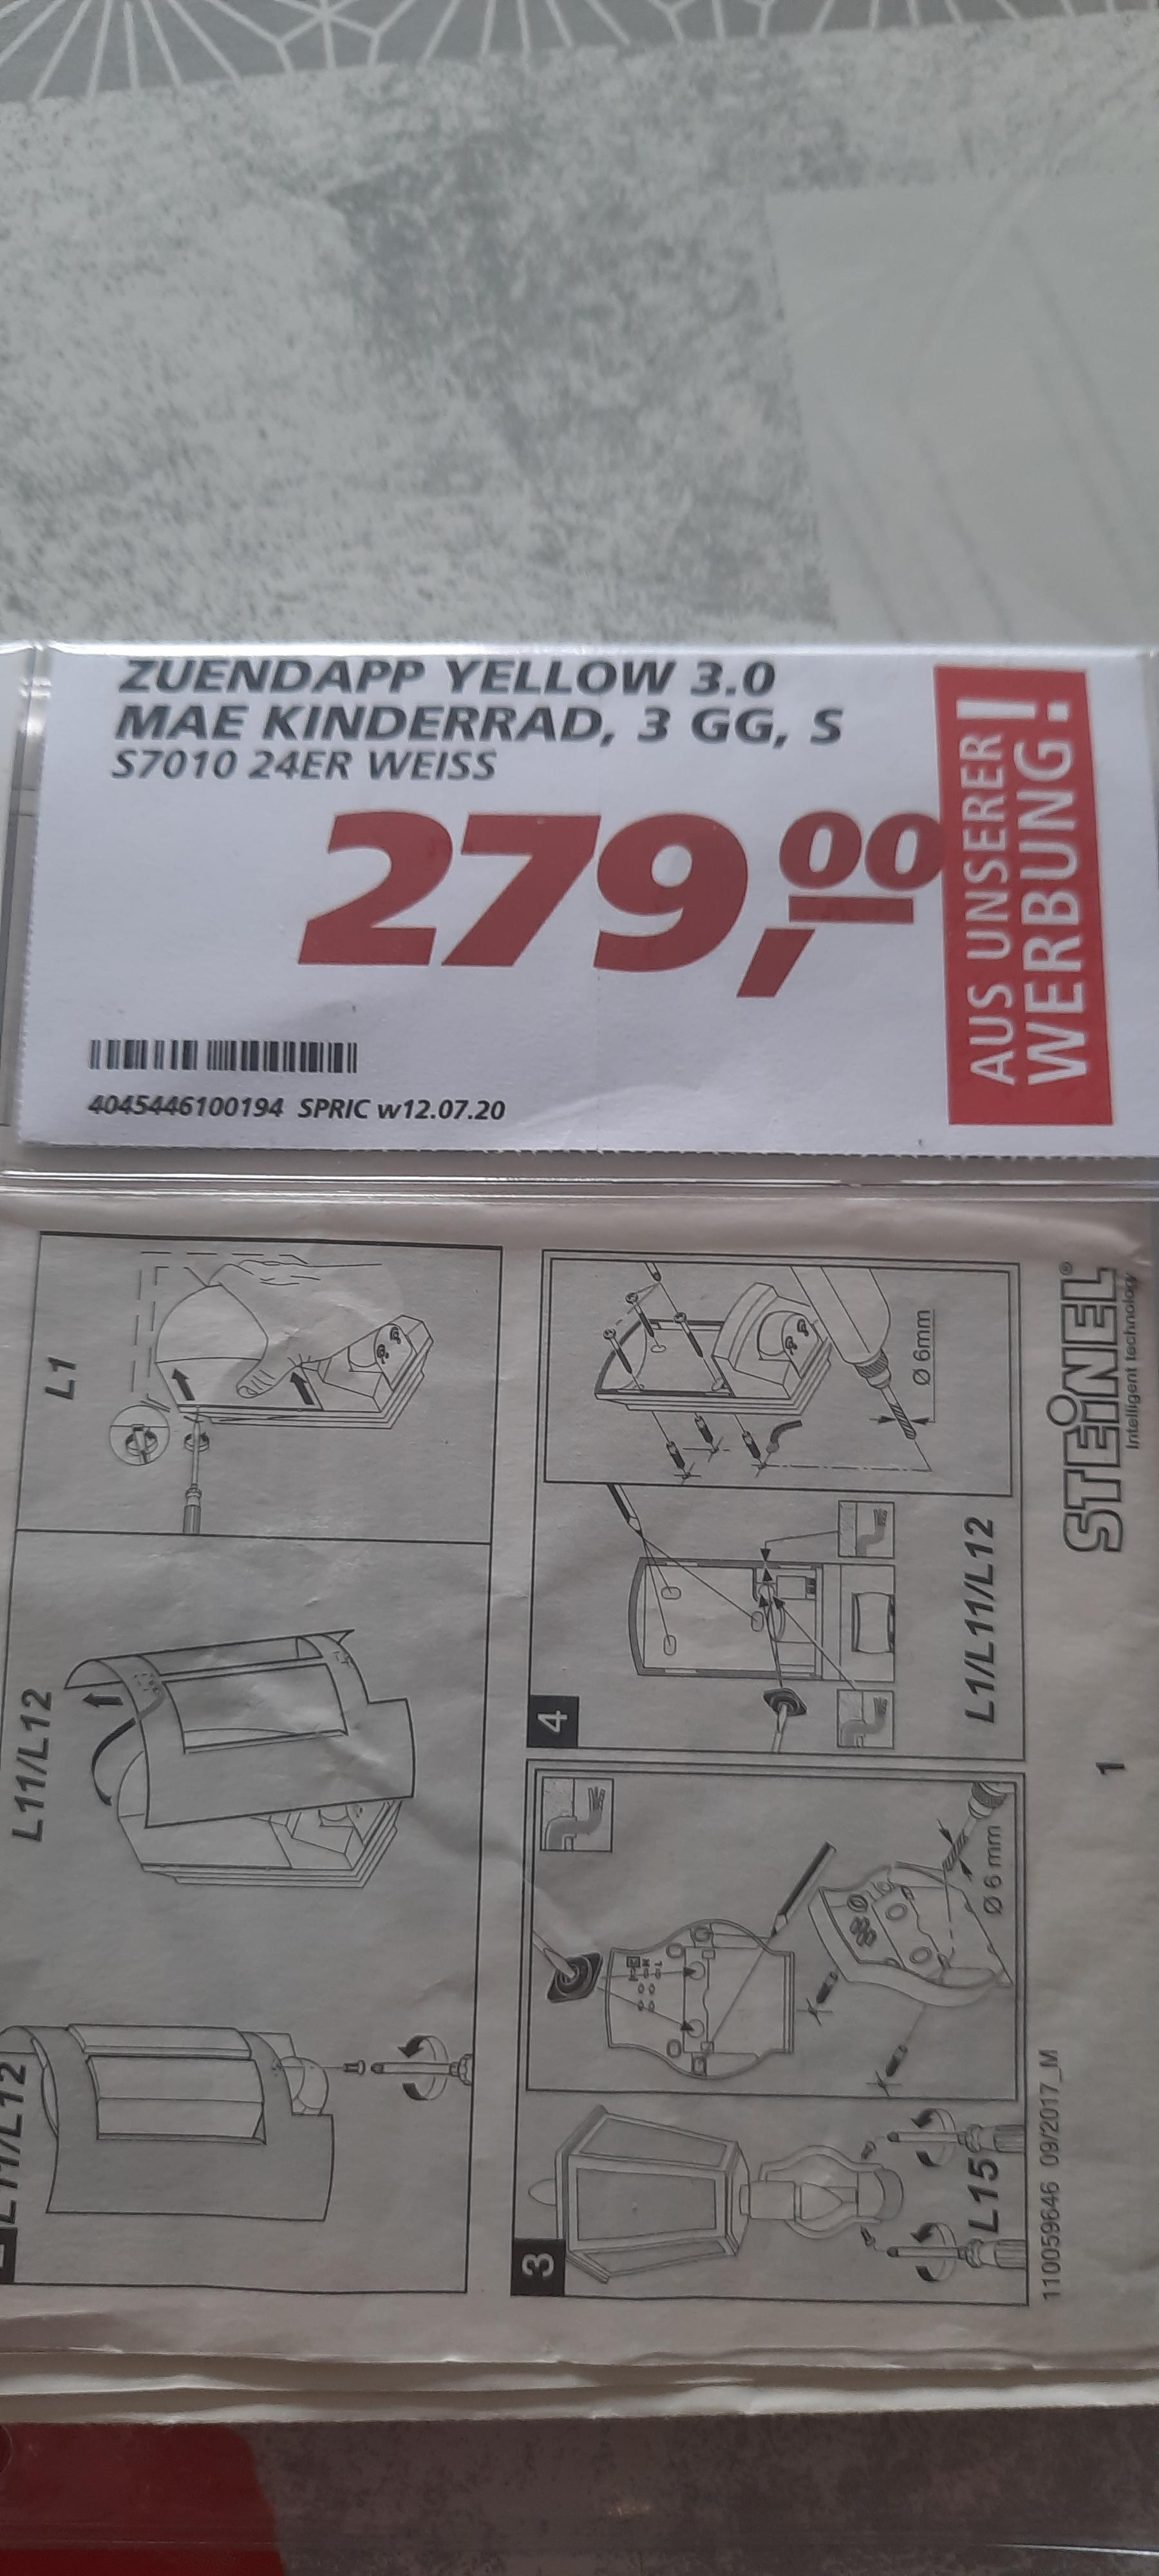 ZUENDAPP YELLOW 3.0
MAE KINDERRAD, 3 GG, S
S7010 24ER WEISS
279,00
AUS UNSERER
WERBUNG!
4045446100194 SPRIC w12.07.20
L1
L11/L12
L11/L12
Ø 6mm
4
L1/L11/L12
Ø 6 mm
3
L15
STEINEL®
Intelligent technology
1
110059646 09/2017_M